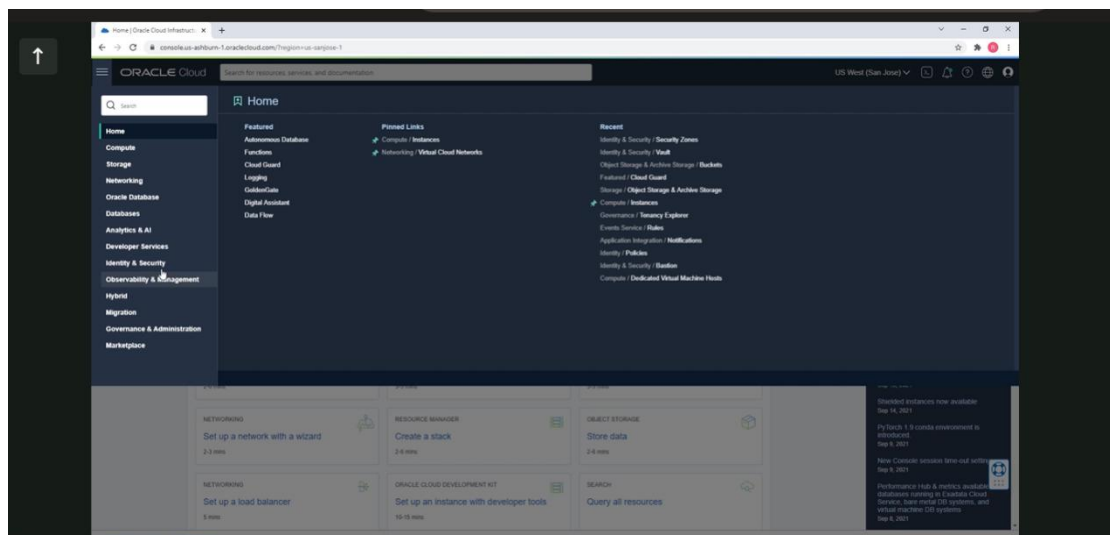 Home | Oracle Cloud Infrastruct
console.us-ashburn-1.oraclecloud.com/?region=us-sanjose-1
ORACLE Cloud
Search for resources, services, and documentation
US West (San Jose)
Search
Home
Compute
Storage
Networking
Oracle Database
Databases
Analytics & AI
Developer Services
Identity & Security
Observability & Management
Hybrid
Migration
Governance & Administration
Marketplace
Home
Featured
Autonomous Database
Functions
Cloud Guard
Logging
GoldenGate
Digital Assistant
Data Flow
Pinned Links
Compute / Instances
Networking / Virtual Cloud Networks
Recent
Identity & Security / Security Zones
Identity & Security / Vault
Object Storage & Archive Storage / Buckets
Featured / Cloud Guard
Storage / Object Storage & Archive Storage
Compute / Instances
Governance / Tenancy Explorer
Events Service / Rules
Application Integration / Notifications
Identity / Policies
Identity & Security / Bastion
Compute / Dedicated Virtual Machine Hosts
NETWORKING
Set up a network with a wizard
2-3 mins
RESOURCE MANAGER
Create a stack
2-6 mins
OBJECT STORAGE
Store data
2-6 mins
NETWORKING
Set up a load balancer
5 mins
ORACLE CLOUD DEVELOPMENT KIT
Set up an instance with developer tools
10-15 mins
SEARCH
Query all resources
Shielded instances now available
Sep 14, 2021
PyTorch 1.9 conda environment is
introduced
Sep 9, 2021
New Console session time-out setting
Sep 9, 2021
Performance Hub & metrics available
databases running in Exadata Cloud
Service, bare metal DB systems, and
virtual machine DB systems
Sep 8, 2021